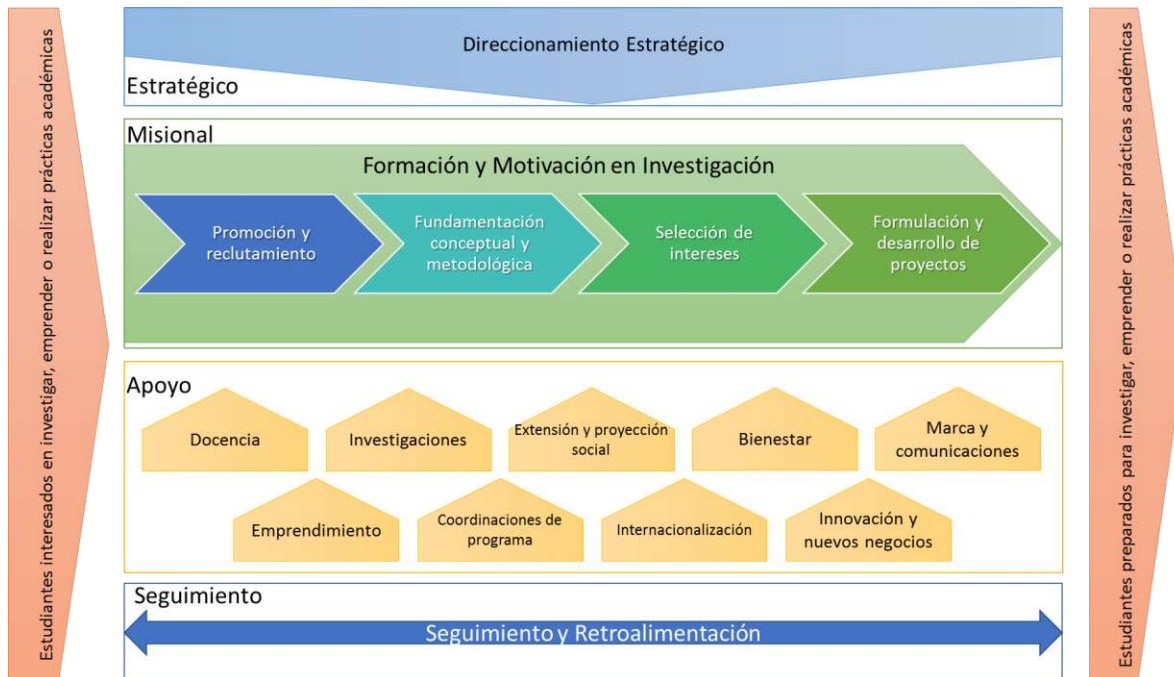 Estudiantes interesados en investigar, emprender o realizar prácticas académicas
Direccionamiento Estratégico
Estratégico
Misional
Formación y Motivación en Investigación
Promoción y
reclutamiento
Fundamentación
conceptual y
metodológica
Selección de
intereses
Formulación y
desarrollo de
proyectos
Apoyo
Docencia
Investigaciones
Extensión y proyección
social
Bienestar
Marca y
comunicaciones
Emprendimiento
Coordinaciones de
programa
Internacionalización
Innovación y
nuevos negocios
Seguimiento
Seguimiento y Retroalimentación
Estudiantes preparados para investigar, emprender o realizar prácticas académicas